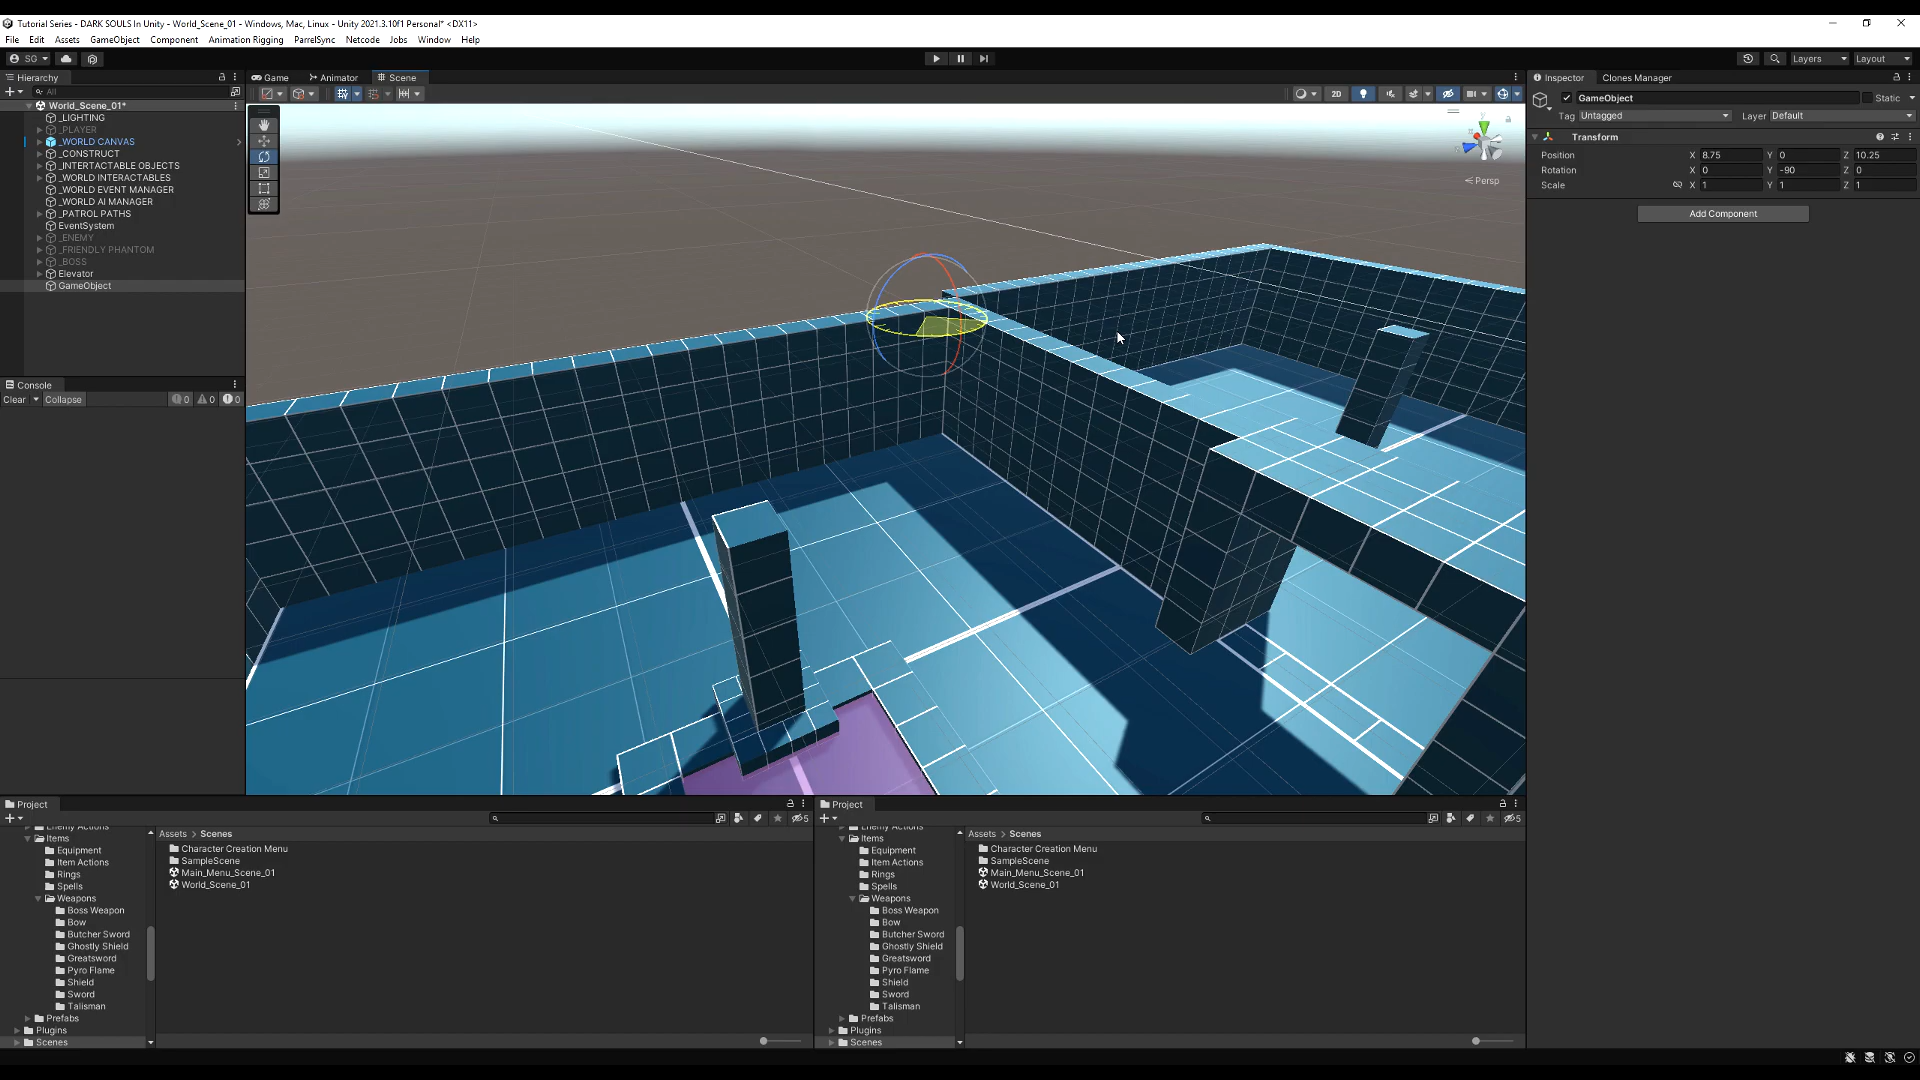 Tutorial Series - DARK SOULS In Unity - World_Scene_01 - Windows, Mac, Linux - Unity 2021.3.10f1 Personal* <DX11>
File Edit Assets GameObject Component Animation Rigging ParrelSync Netcode Jobs Window Help
SG Layers Layout
Hierarchy Game Animator Scene Inspector Clones Manager
All 2D GameObject Static
World_Scene_01*
Tag Untagged Layer Default
_LIGHTING
_PLAYER
Transform
_WORLD CANVAS
_CONSTRUCT
Position X 8.75 Y 0 Z 10.25
_INTERTACTABLE OBJECTS
Rotation X 0 Y -90 Z 0
_WORLD INTERACTABLES
Persp
Scale X 1 Y 1 Z 1
_WORLD EVENT MANAGER
_WORLD AI MANAGER
_PATROL PATHS
Add Component
EventSystem
_ENEMY
_FRIENDLY PHANTOM
_BOSS
Elevator
GameObject
Console
Clear Collapse 0 0 0
Project
5
Enemy Actions
Items
Equipment
Item Actions
Rings
Spells
Weapons
Boss Weapon
Bow
Butcher Sword
Ghostly Shield
Greatsword
Pyro Flame
Shield
Sword
Talisman
Prefabs
Plugins
Scenes
Assets > Scenes
Character Creation Menu
SampleScene
Main_Menu_Scene_01
World_Scene_01
Project
5
Enemy Actions
Items
Equipment
Item Actions
Rings
Spells
Weapons
Boss Weapon
Bow
Butcher Sword
Ghostly Shield
Greatsword
Pyro Flame
Shield
Sword
Talisman
Prefabs
Plugins
Scenes
Assets > Scenes
Character Creation Menu
SampleScene
Main_Menu_Scene_01
World_Scene_01